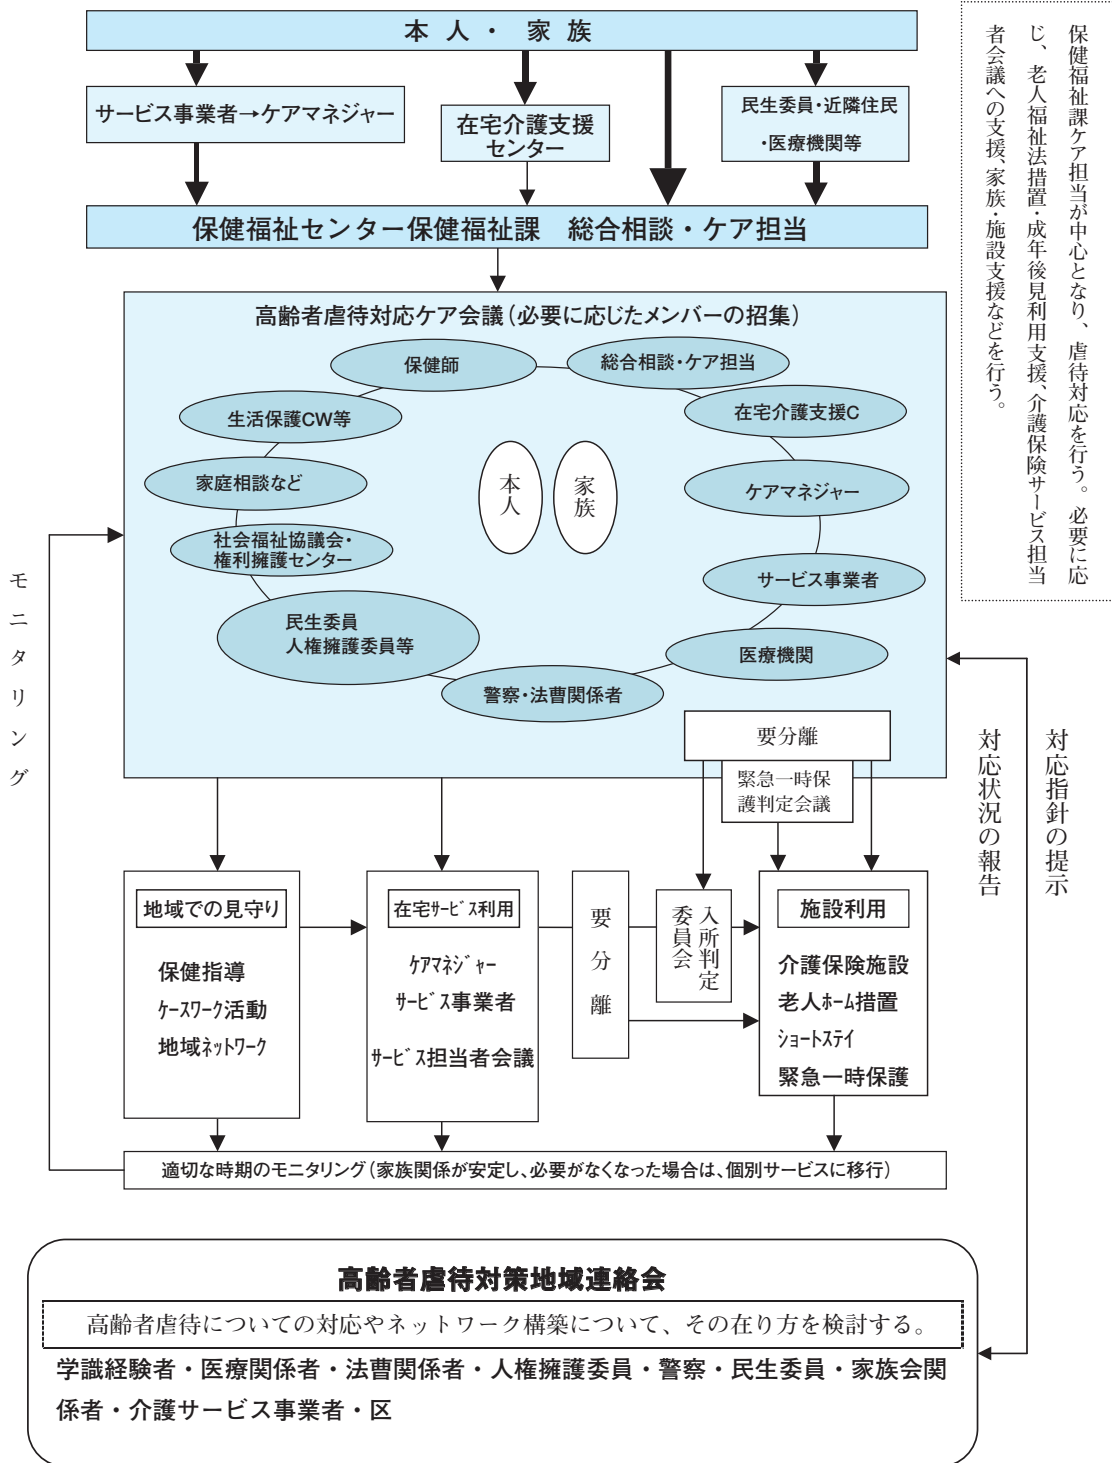 本人・家族
サービス事業者→ケアマネジャー
在宅介護支援
センター
民生委員・近隣住民
・医療機関等
保健福祉センター保健福祉課　総合相談・ケア担当
保健福祉課ケア担当が中心となり、虐待対応を行う。必要に応
じ、老人福祉法措置・成年後見利用支援、介護保険サービス担当
者会議への支援、家族・施設支援などを行う。
高齢者虐待対応ケア会議（必要に応じたメンバーの招集）
保健師
総合相談・ケア担当
生活保護CW等
在宅介護支援C
家庭相談など
本人
家族
ケアマネジャー
社会福祉協議会・
権利擁護センター
サービス事業者
民生委員
人権擁護委員等
医療機関
警察・法曹関係者
モニタリング
要分離
緊急一時保
護判定会議
対応指針の提示
対応状況の報告
地域での見守り
保健指導
ｹｰｽﾜｰｸ活動
地域ﾈｯﾄﾜｰｸ
在宅ｻｰﾋﾞｽ利用
ｹｱﾏﾈｼﾞｬｰ
ｻｰﾋﾞｽ事業者
ｻｰﾋﾞｽ担当者会議
要分離
入所判定
委員会
施設利用
介護保険施設
老人ﾎｰﾑ措置
ｼｮｰﾄｽﾃｲ
緊急一時保護
適切な時期のモニタリング（家族関係が安定し、必要がなくなった場合は、個別サービスに移行）
高齢者虐待対策地域連絡会
高齢者虐待についての対応やネットワーク構築について、その在り方を検討する。
学識経験者・医療関係者・法曹関係者・人権擁護委員・警察・民生委員・家族会関
係者・介護サービス事業者・区